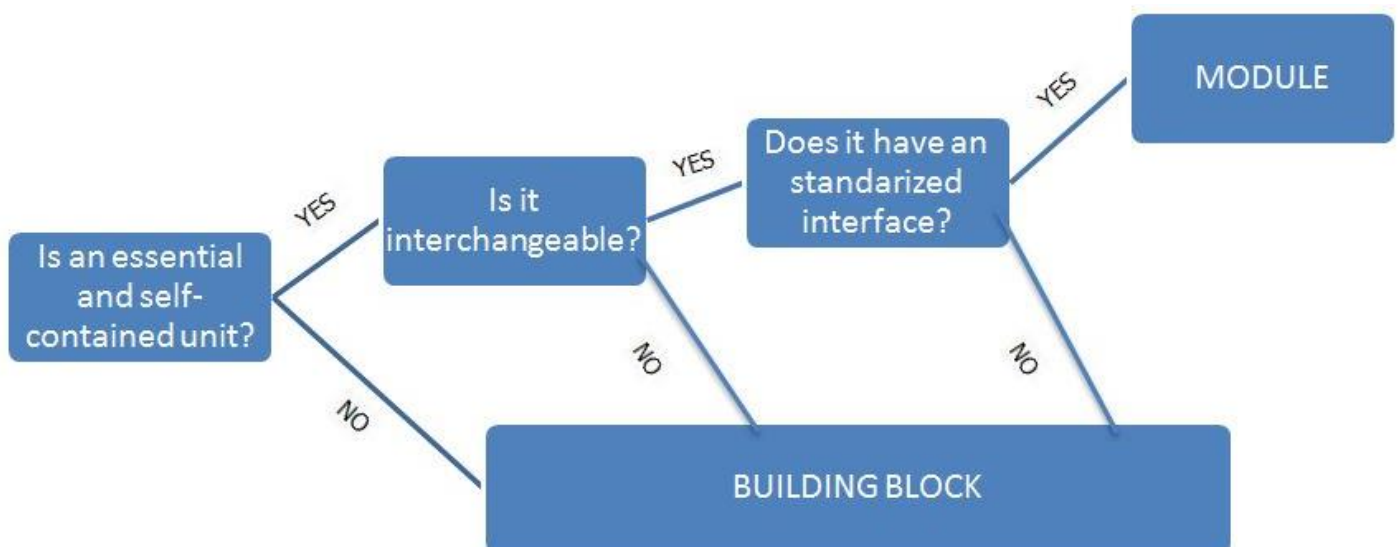 Is an essential
and self-
contained unit?
YES
NO
Is it
interchangeable?
YES
NO
Does it have an
standarized
interface?
YES
NO
MODULE
BUILDING BLOCK